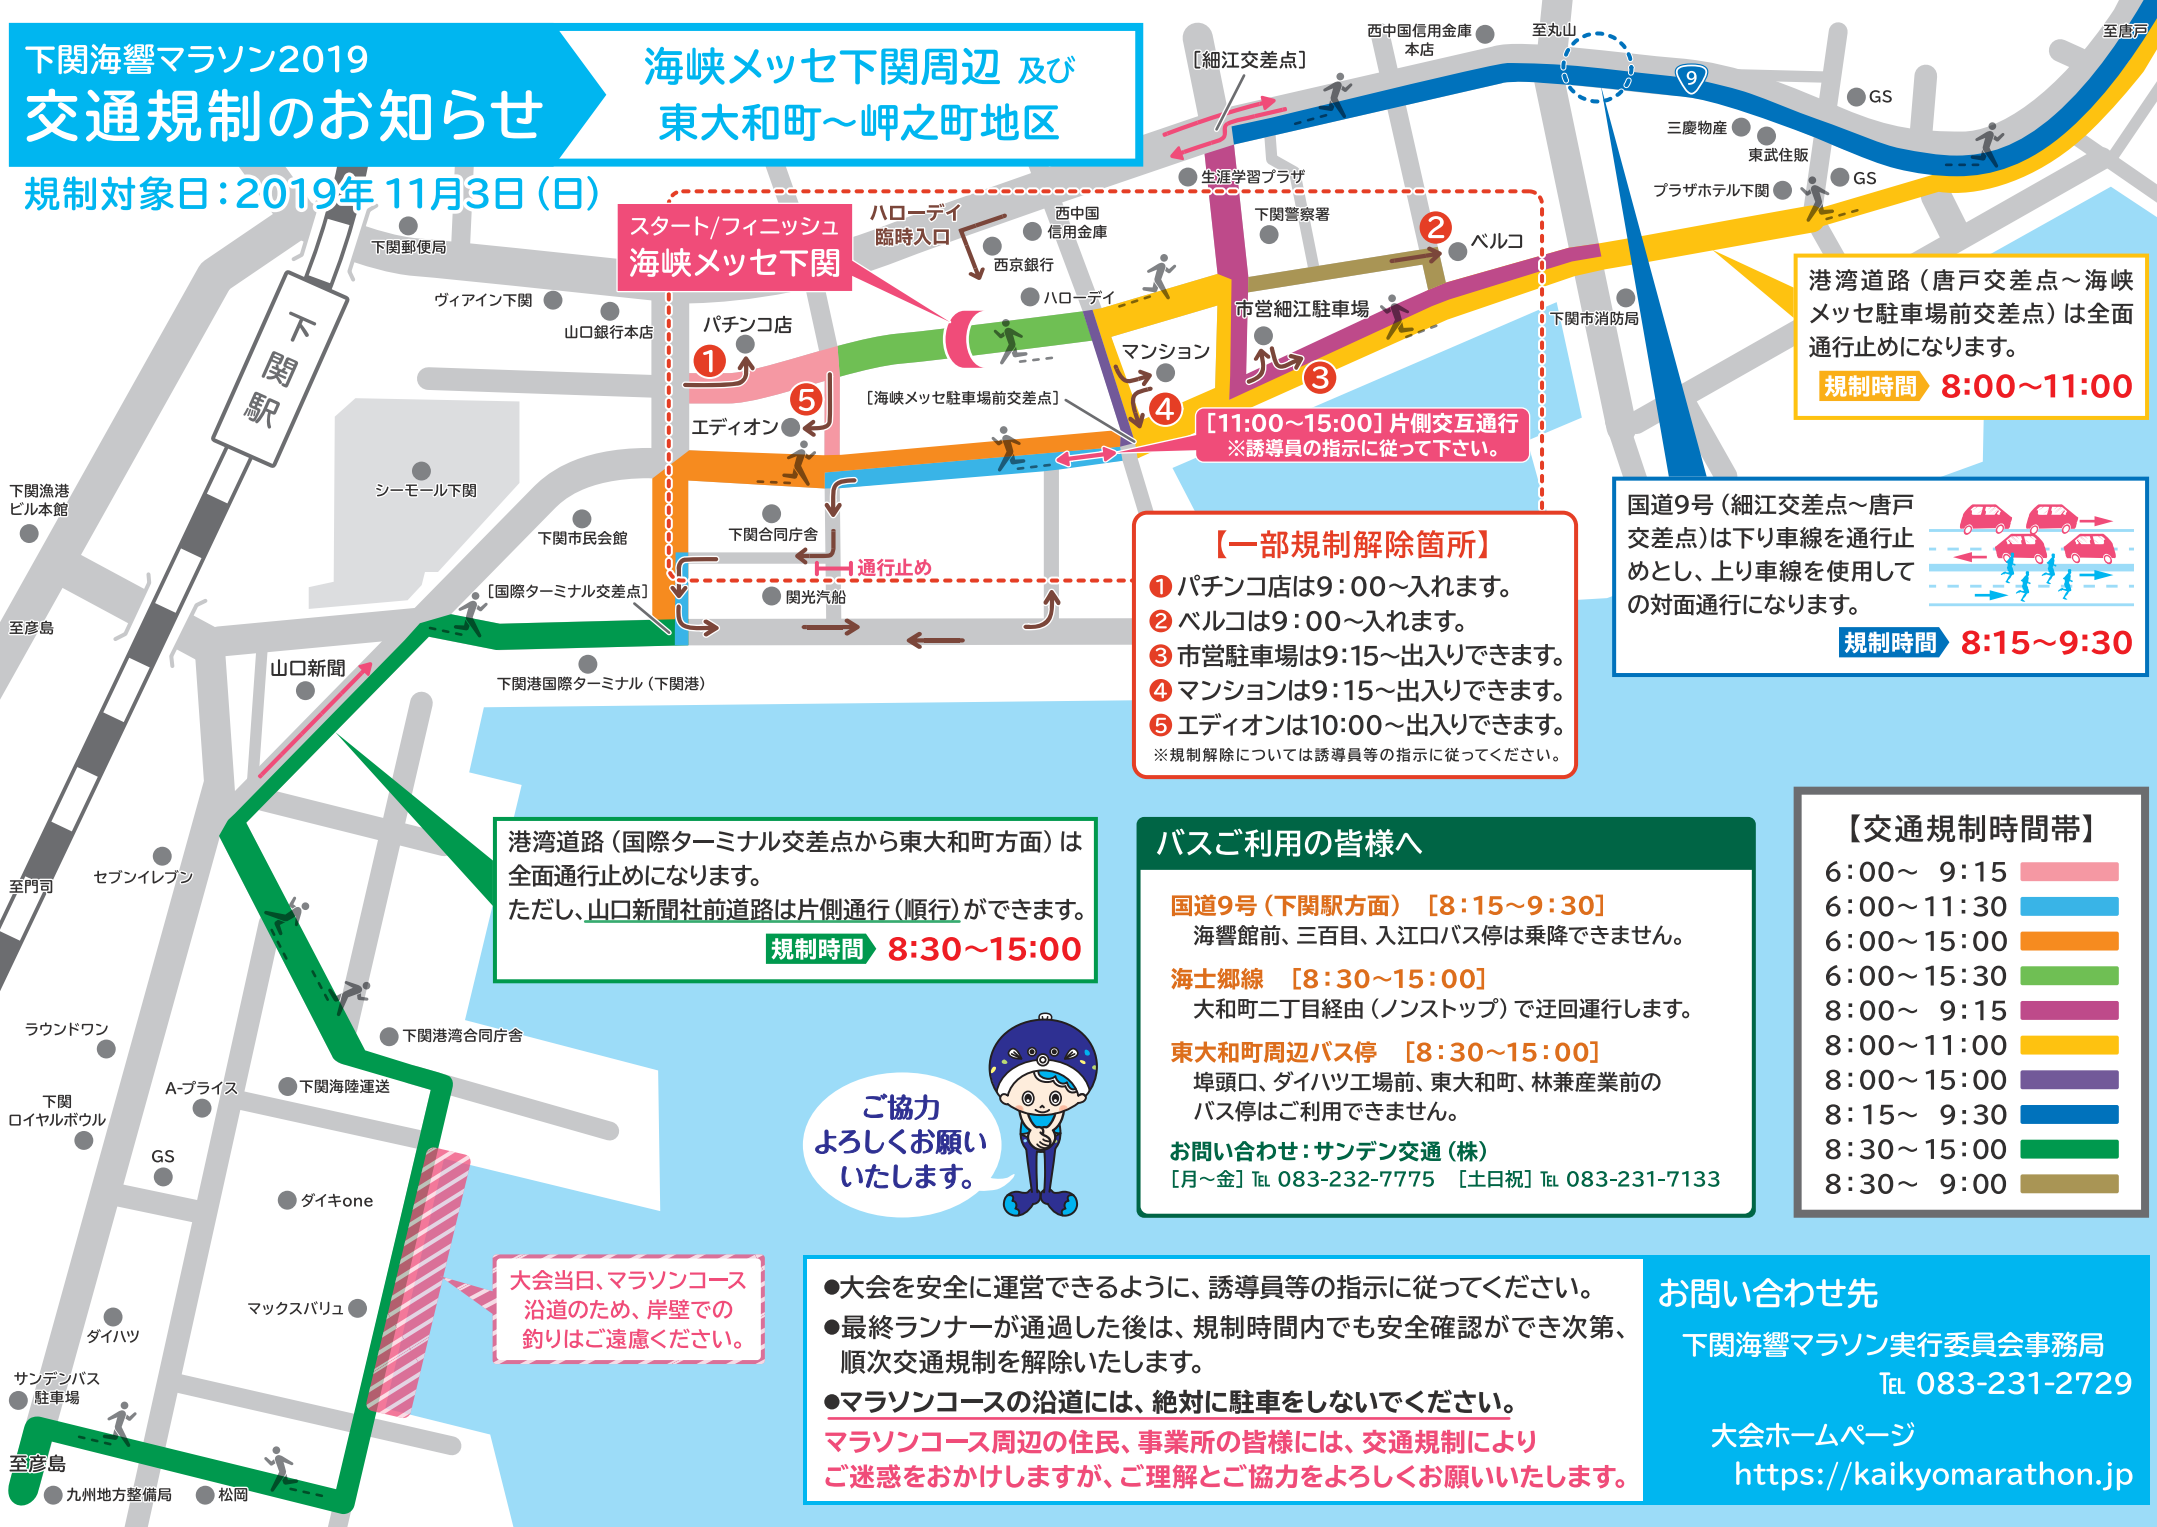 下関海響マラソン2019
交通規制のお知らせ
海峡メッセ下関周辺 及び
東大和町～岬之町地区
規制対象日：2019年11月3日（日）
西中国信用金庫
本店
至丸山
至唐戸
［細江交差点］
9
GS
三慶物産
東武住販
GS
プラザホテル下関
生涯学習プラザ
下関警察署
2
ベルコ
スタート/フィニッシュ
海峡メッセ下関
ハローデイ
臨時入口
西中国
信用金庫
西京銀行
ハローデイ
下関郵便局
ヴィアイン下関
山口銀行本店
パチンコ店
1
5
エディオン
下関駅
市営細江駐車場
3
マンション
4
［海峡メッセ駐車場前交差点］
下関市消防局
［11:00～15:00］片側交互通行
※誘導員の指示に従って下さい。
港湾道路（唐戸交差点～海峡
メッセ駐車場前交差点）は全面
通行止めになります。
規制時間 8:00～11:00
国道9号（細江交差点～唐戸
交差点）は下り車線を通行止
めとし、上り車線を使用して
の対面通行になります。
規制時間 8:15～9:30
シーモール下関
下関漁港
ビル本館
下関市民会館
下関合同庁舎
通行止め
［国際ターミナル交差点］
関光汽船
至彦島
山口新聞
下関港国際ターミナル（下関港）
【一部規制解除箇所】
1 パチンコ店は9：00～入れます。
2 ベルコは9：00～入れます。
3 市営駐車場は9：15～出入りできます。
4 マンションは9：15～出入りできます。
5 エディオンは10:00～出入りできます。
※規制解除については誘導員等の指示に従ってください。
港湾道路（国際ターミナル交差点から東大和町方面）は
全面通行止めになります。
ただし、山口新聞社前道路は片側通行（順行）ができます。
規制時間 8:30～15:00
セブンイレブン
至門司
ラウンドワン
下関港湾合同庁舎
A-プライス
下関海陸運送
下関
ロイヤルボウル
GS
ダイキone
マックスバリュ
ダイハツ
サンデンバス
駐車場
至彦島
九州地方整備局
松岡
大会当日、マラソンコース
沿道のため、岸壁での
釣りはご遠慮ください。
ご協力
よろしくお願い
いたします。
バスご利用の皆様へ
国道9号（下関駅方面）［8：15～9：30］
海響館前、三百目、入江口バス停は乗降できません。
海士郷線［8：30～15：00］
大和町二丁目経由（ノンストップ）で迂回運行します。
東大和町周辺バス停［8：30～15：00］
埠頭口、ダイハツ工場前、東大和町、林兼産業前の
バス停はご利用できません。
お問い合わせ：サンデン交通（株）
［月～金］℡ 083-232-7775 ［土日祝］℡ 083-231-7133
【交通規制時間帯】
6：00～ 9：15
6：00～11：30
6：00～15：00
6：00～15：30
8：00～ 9：15
8：00～11：00
8：00～15：00
8：15～ 9：30
8：30～15：00
8：30～ 9：00
●大会を安全に運営できるように、誘導員等の指示に従ってください。
●最終ランナーが通過した後は、規制時間内でも安全確認ができ次第、
順次交通規制を解除いたします。
●マラソンコースの沿道には、絶対に駐車をしないでください。
マラソンコース周辺の住民、事業所の皆様には、交通規制により
ご迷惑をおかけしますが、ご理解とご協力をよろしくお願いいたします。
お問い合わせ先
下関海響マラソン実行委員会事務局
℡ 083-231-2729
大会ホームページ
https://kaikyomarathon.jp